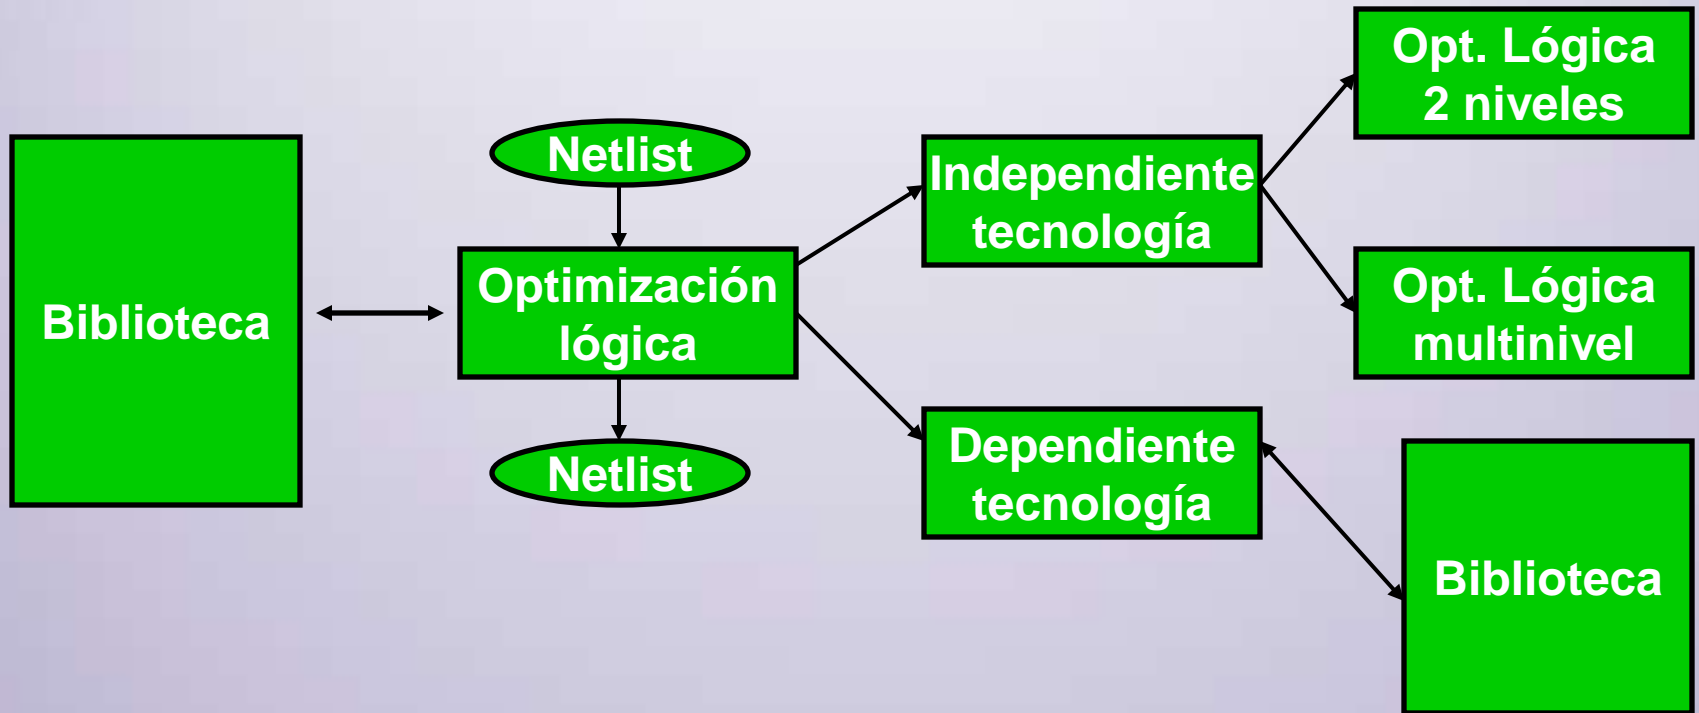 Biblioteca
Netlist
Optimización
lógica
Netlist
Independiente
tecnología
Dependiente
tecnología
Opt. Lógica
2 niveles
Opt. Lógica
multinivel
Biblioteca